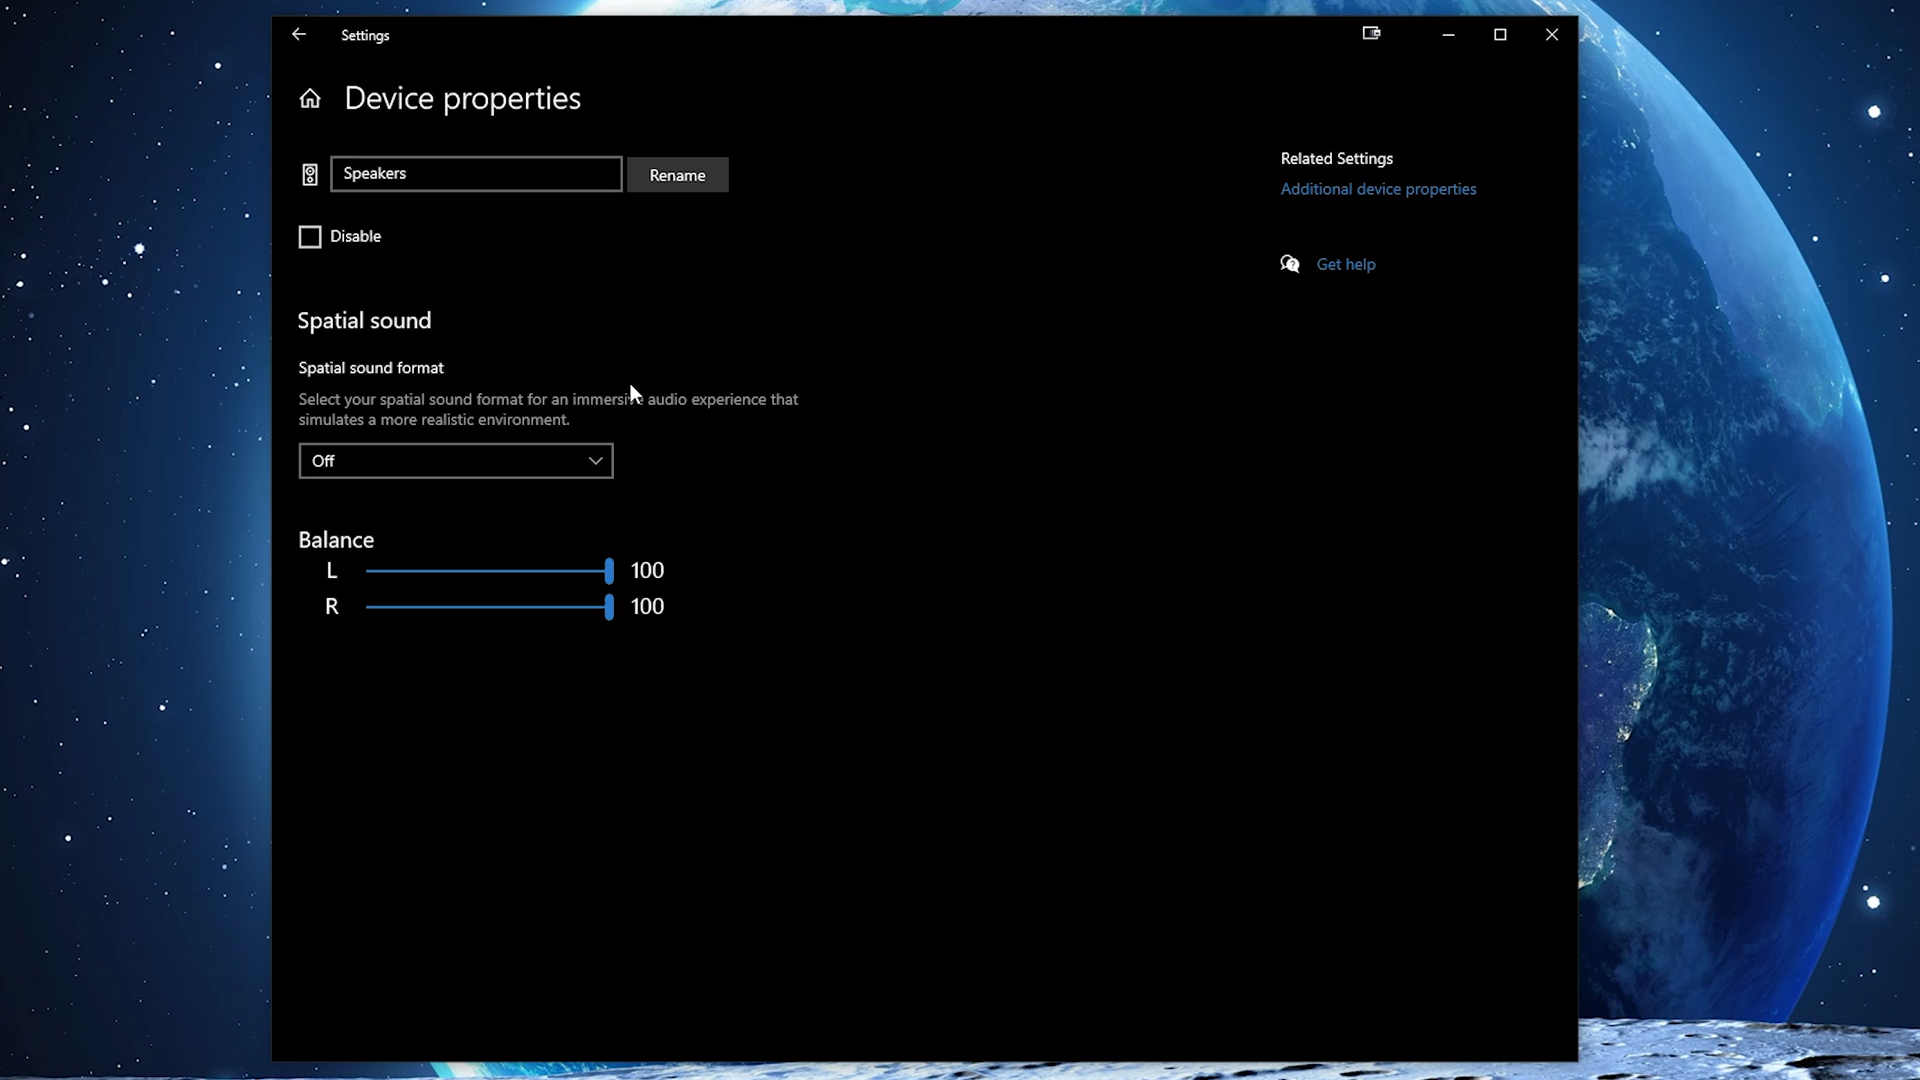 Settings
Device properties
Speakers
Rename
Disable
Spatial sound
Spatial sound format
Select your spatial sound format for an immersive audio experience that
simulates a more realistic environment.
Off
Balance
L 100
R 100
Related Settings
Additional device properties
Get help